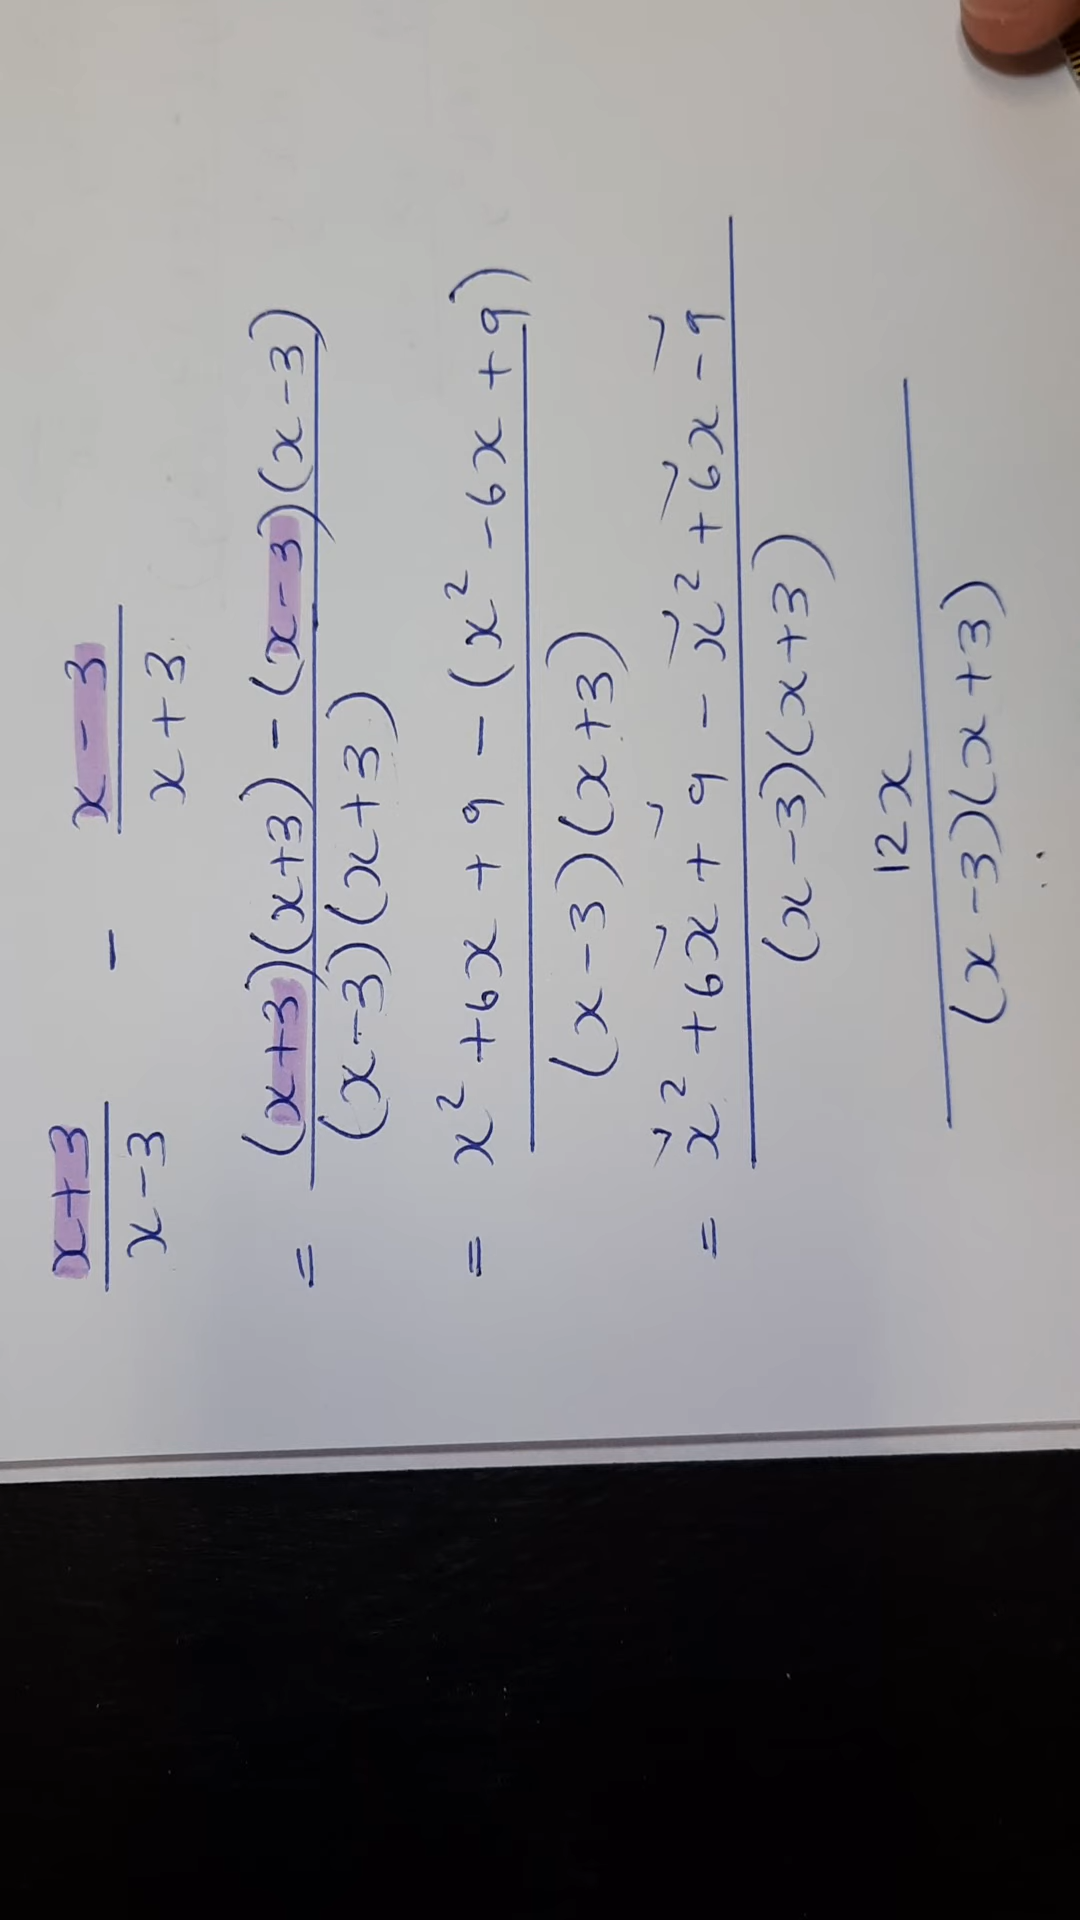 x+3 / x-3 - x-3 / x+3
= (x+3)(x+3) - (x-3)(x-3) / (x-3)(x+3)
= x² + 6x + 9 - (x² - 6x + 9) / (x-3)(x+3)
= x² + 6x + 9 - x² + 6x - 9 / (x-3)(x+3)
12x / (x-3)(x+3)